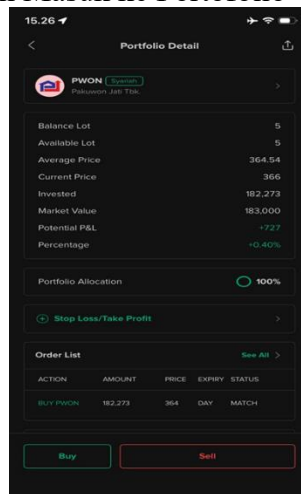 15.26
Portfolio Detail
PWON Syariah
Pakuwon Jati Tbk.
Balance Lot 5
Available Lot 5
Average Price 364.54
Current Price 366
Invested 182,273
Market Value 183,000
Potential P&L +727
Percentage +0.40%
Portfolio Allocation 100%
Stop Loss/Take Profit
Order List See All
ACTION AMOUNT PRICE EXPIRY STATUS
BUY PWON 182,273 364 DAY MATCH
Buy Sell